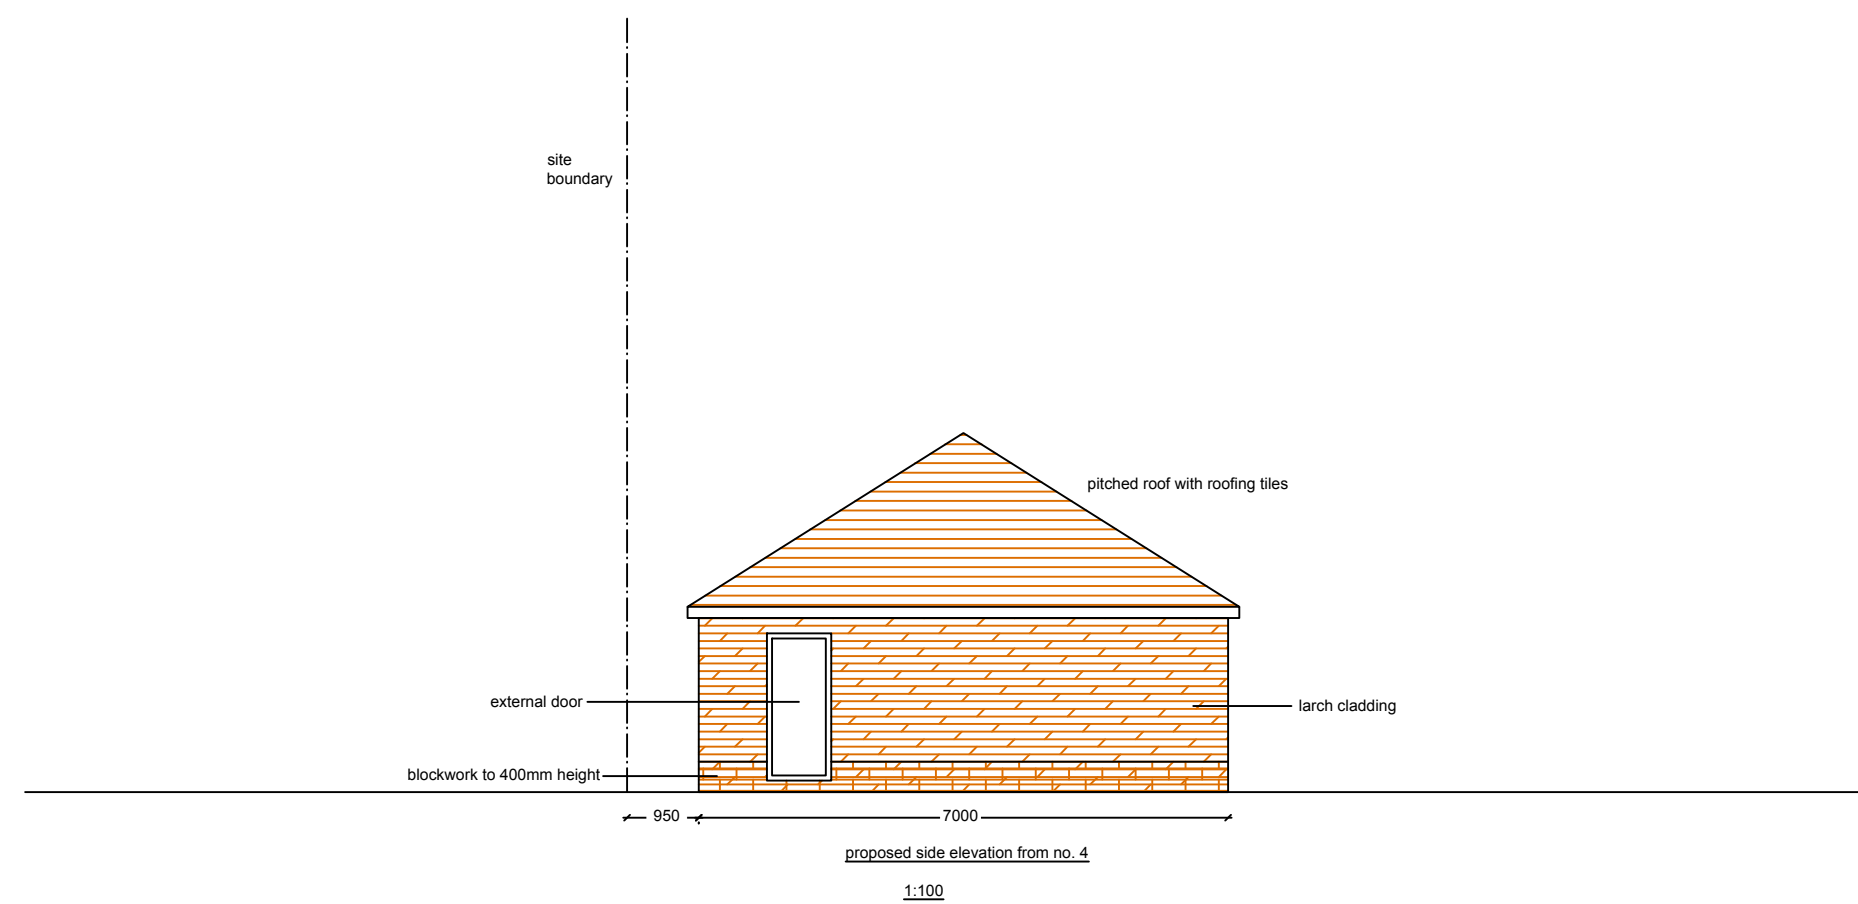 site
boundary
pitched roof with roofing tiles
external door
larch cladding
blockwork to 400mm height
950
7000
proposed side elevation from no. 4
1:100